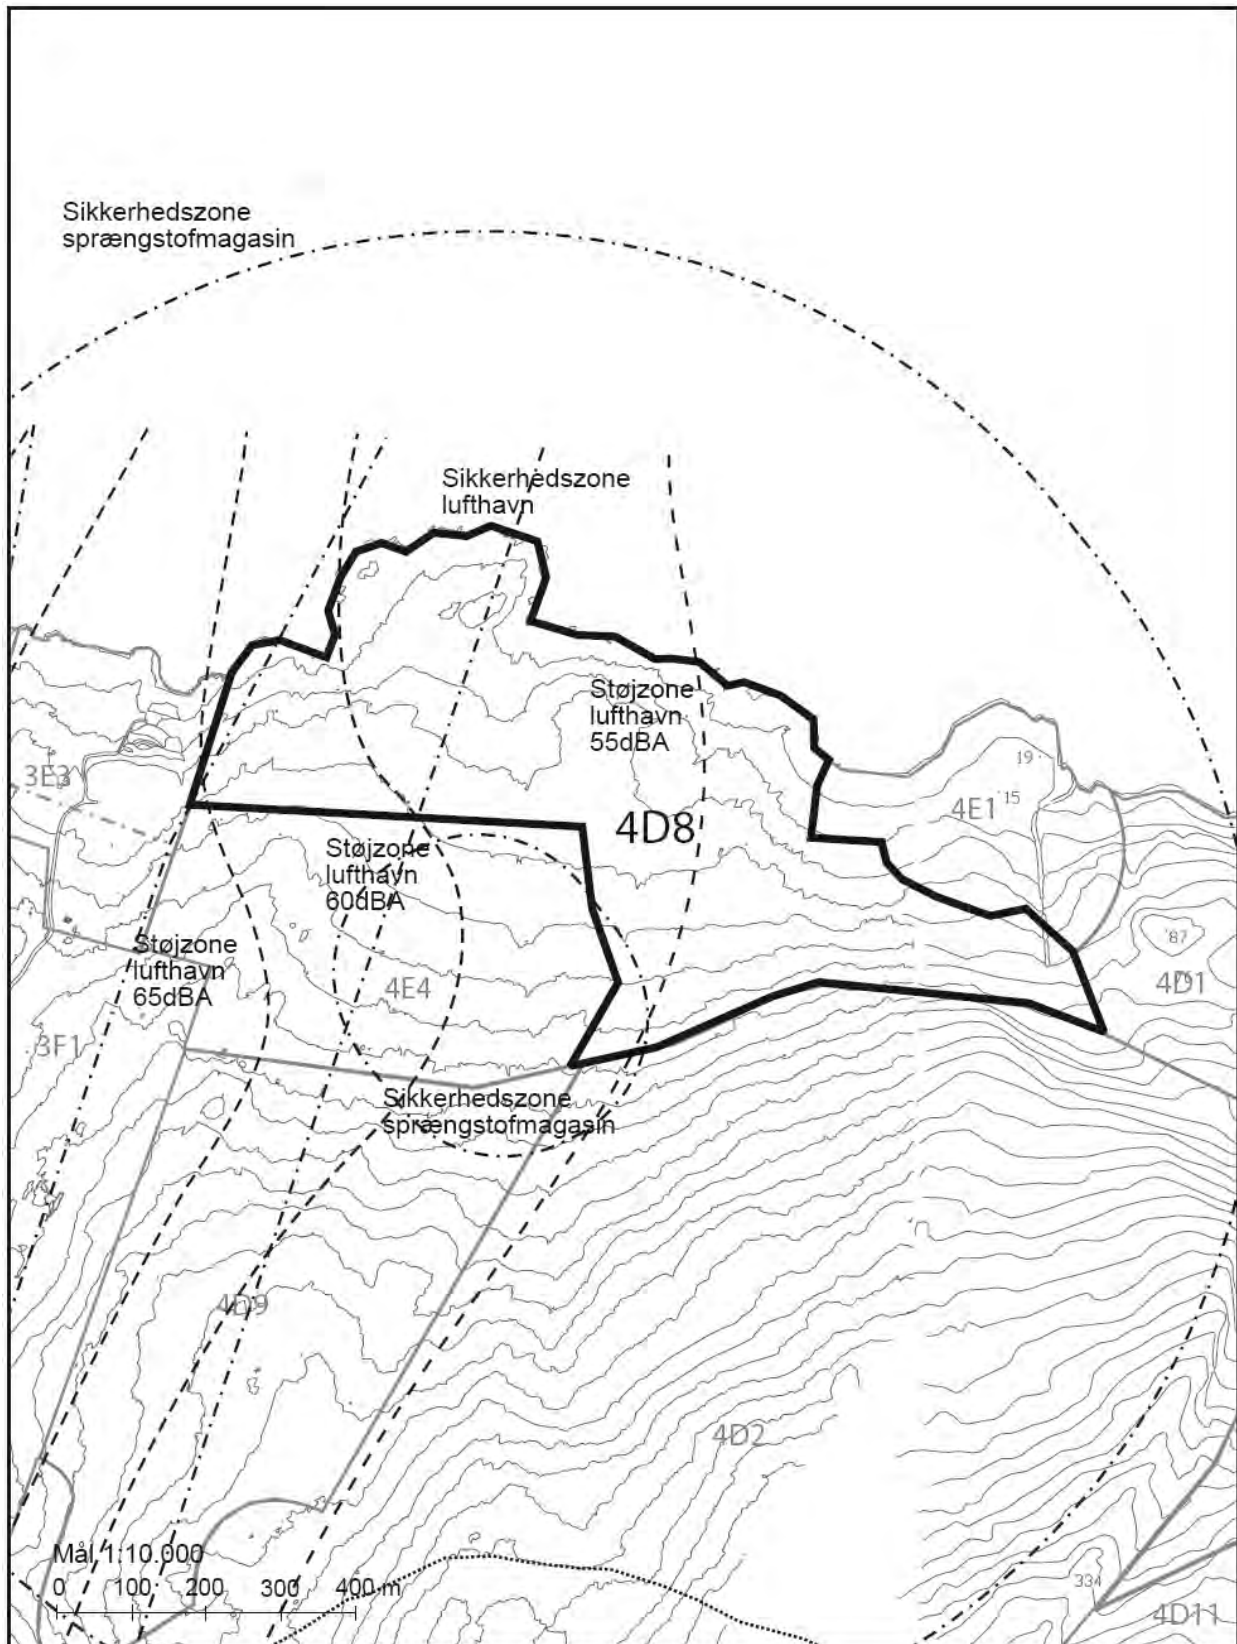 Sikkerhedszone
sprængstofmagasin
Sikkerhedszone
lufthavn
Støjzone
lufthavn
55dBA
3E3
19
4E1
15
4D8
Støjzone
lufthavn
60dBA
Støjzone
lufthavn
65dBA
87
4E4
4D1
3F1
Sikkerhedszone
sprængstofmagasin
4D9
4D2
Mål 1:10.000
0 100 200 300 400 m
334
4D11